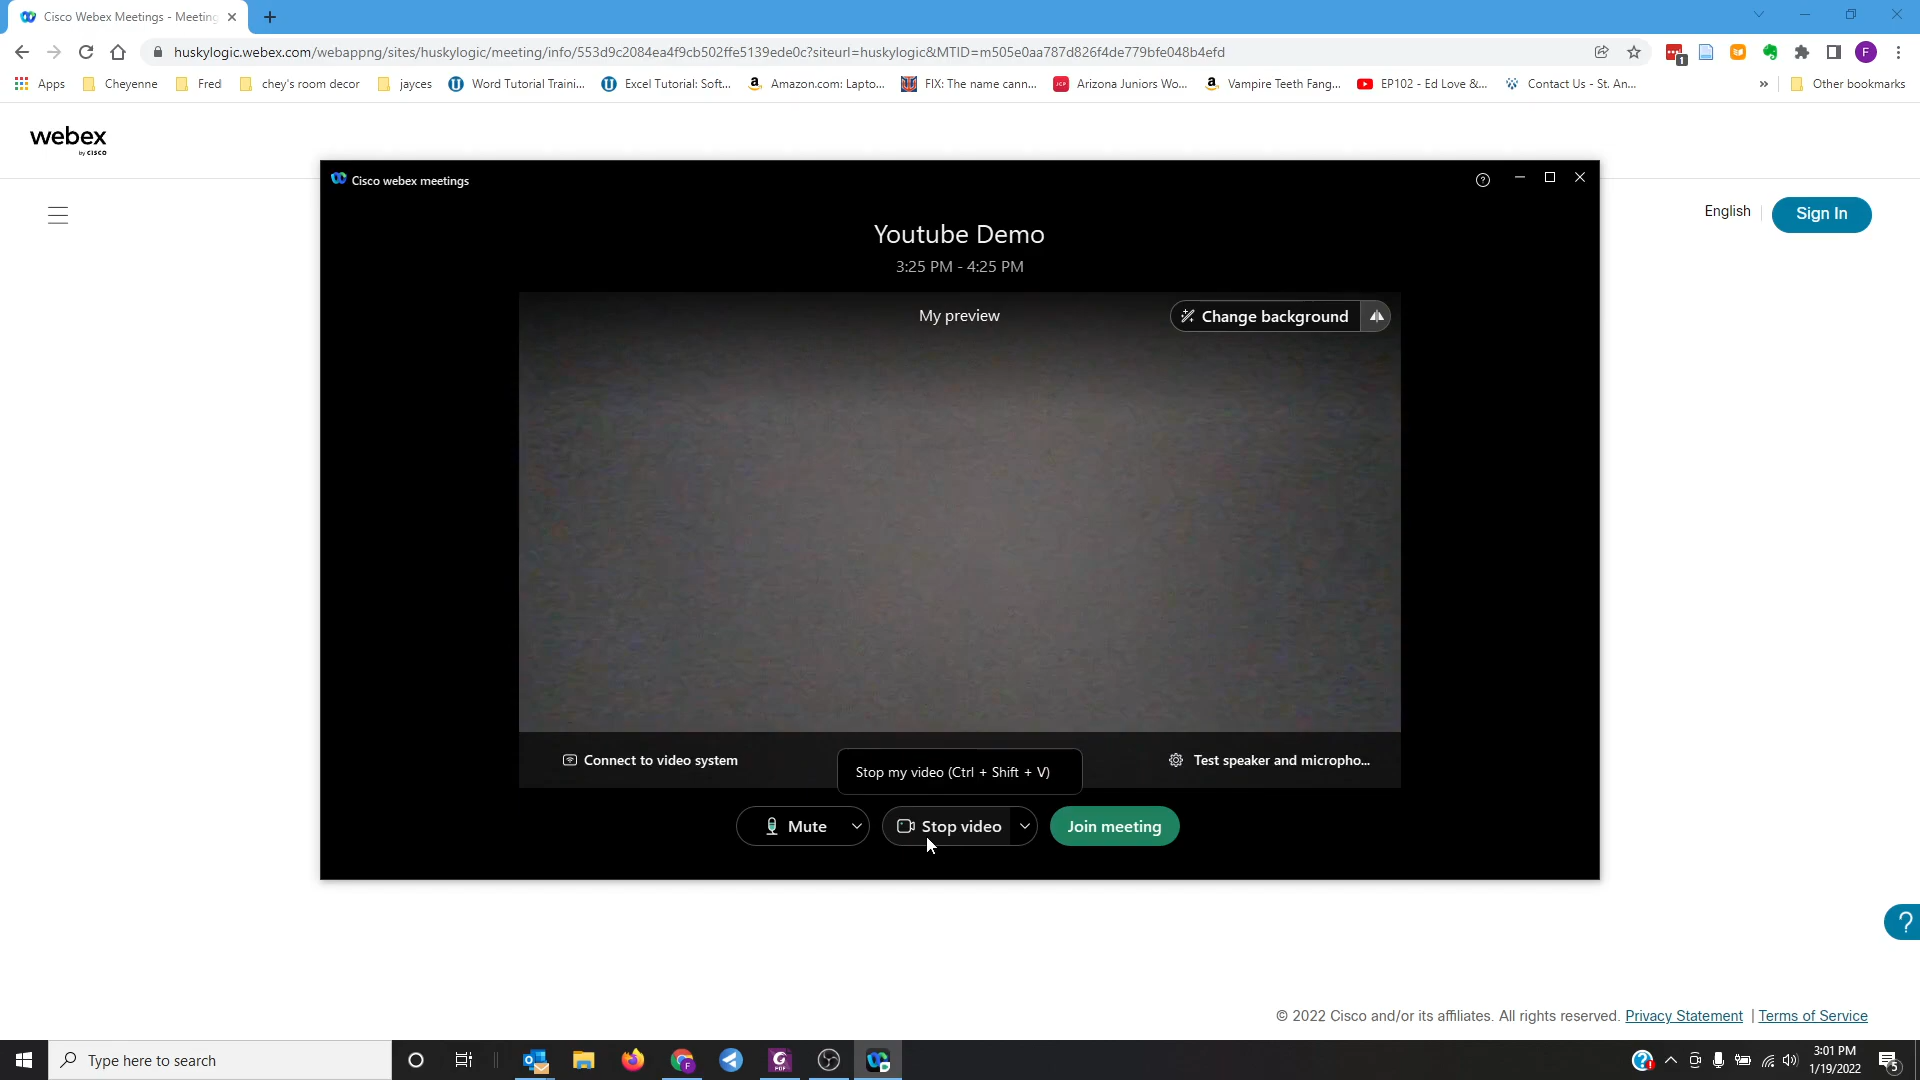 Cisco Webex Meetings - Meeting
huskylogic.webex.com/webappng/sites/huskylogic/meeting/info/553d9c2084ea4f9cb502ffe5139ede0c?siteurl=huskylogic&MTID=m505e0aa787d826f4de779bfe048b4efd
1
F
Apps Cheyenne Fred chey's room decor jayces Word Tutorial Traini... Excel Tutorial: Soft... Amazon.com: Lapto... FIX: The name cann... Arizona Juniors Wo... Vampire Teeth Fang... EP102 - Ed Love &... Contact Us - St. An... » Other bookmarks
webex
by CISCO
Cisco webex meetings
English
Sign In
Youtube Demo
3:25 PM - 4:25 PM
My preview
Change background
Connect to video system
Stop my video (Ctrl + Shift + V)
Test speaker and micropho...
Mute
Stop video
Join meeting
?
© 2022 Cisco and/or its affiliates. All rights reserved. Privacy Statement | Terms of Service
Type here to search
3:01 PM
1/19/2022
5